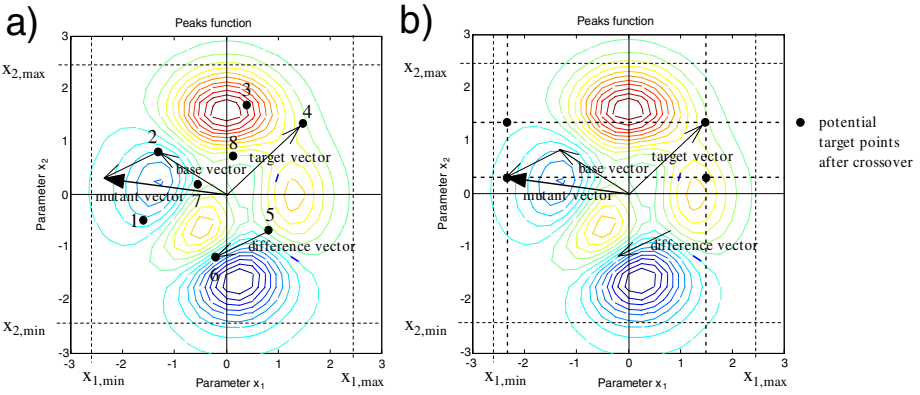 a)
Peaks function
3
x2,max
2
1
0
-1
-2
x2,min
-3
Parameter x2
3
4
2
8
target vector
base vector
7
mutant vector
1
5
difference vector
6
-3 -2 -1 0 1 2 3
x1,min
Parameter x1
x1,max
b)
Peaks function
3
x2,max
2
1
0
-1
-2
x2,min
-3
Parameter x2
target vector
base vector
mutant vector
difference vector
-3 -2 -1 0 1 2 3
x1,min
Parameter x1
x1,max
potential
target points
after crossover